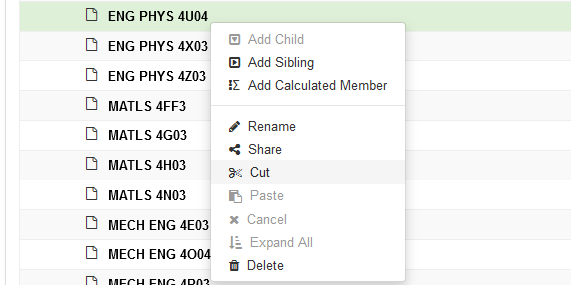 ENG PHYS 4U04
ENG PHYS 4X03
ENG PHYS 4Z03
MATLS 4FF3
MATLS 4G03
MATLS 4H03
MATLS 4N03
MECH ENG 4E03
MECH ENG 4O04
MECH ENG 4R03
Add Child
Add Sibling
Add Calculated Member
Rename
Share
Cut
Paste
Cancel
Expand All
Delete